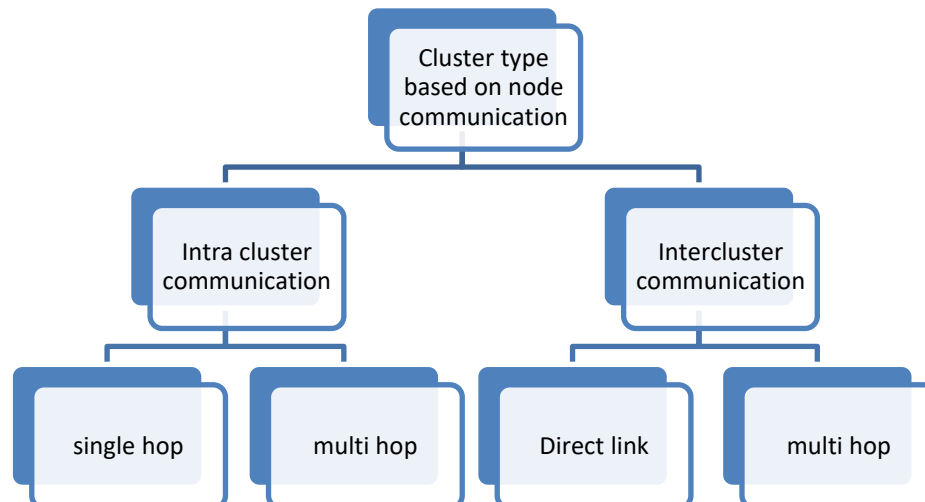 Cluster type
based on node
communication
Intra cluster
communication
Intercluster
communication
single hop
multi hop
Direct link
multi hop